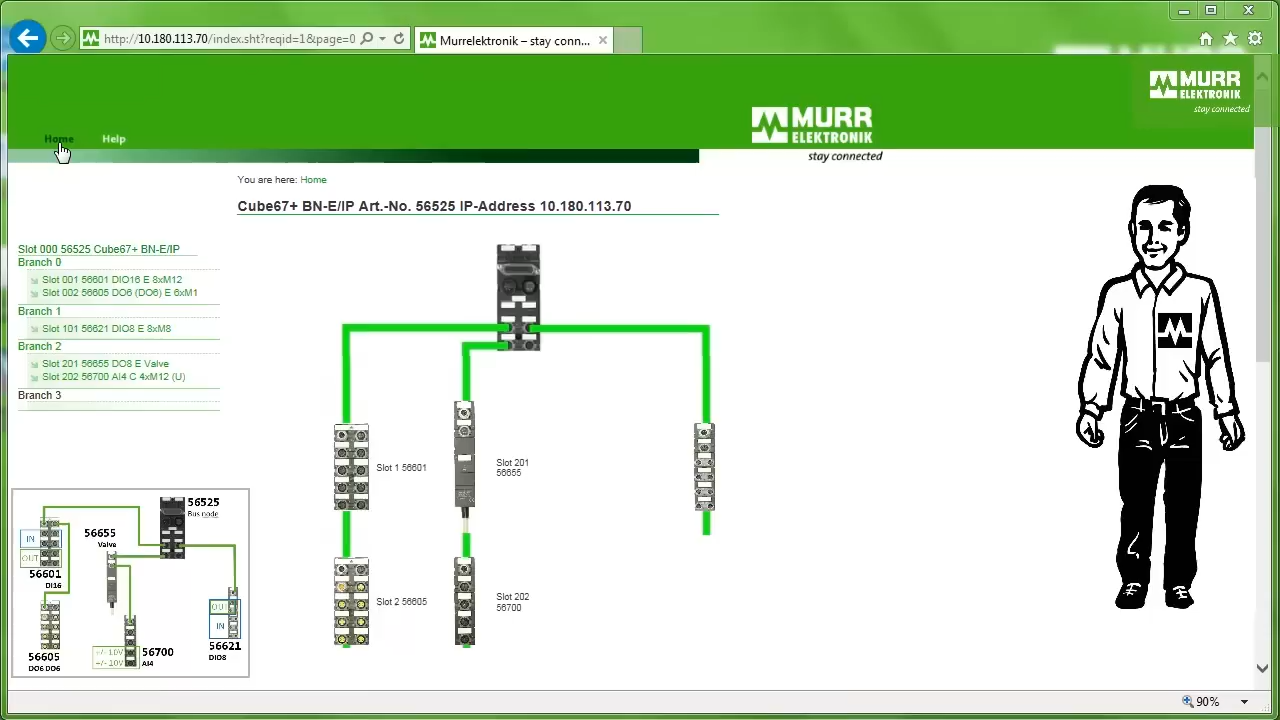 http://10.180.113.70/index.sht?reqid=1&page=0
Murrelektronik – stay conn...
MURR
ELEKTRONIK
stay connected
Home
Help
MURR
ELEKTRONIK
stay connected
You are here: Home
Cube67+ BN-E/IP Art.-No. 56525 IP-Address 10.180.113.70
Slot 000 56525 Cube67+ BN-E/IP
Branch 0
Slot 001 56601 DIO16 E 8xM12
Slot 002 56605 DO6 (DO6) E 6xM1
Branch 1
Slot 101 56621 DIO8 E 8xM8
Branch 2
Slot 201 56655 DO8 E Valve
Slot 202 56700 AI4 C 4xM12 (U)
Branch 3
Slot 1 56601
Slot 201
56655
Slot 2 56605
Slot 202
56700
56525
Bus node
56655
Valve
IN
OUT
56601
DI16
OUT
IN
56621
DIO8
56605
DO6 DO6
+/- 10V
+/- 10V
56700
AI4
90%